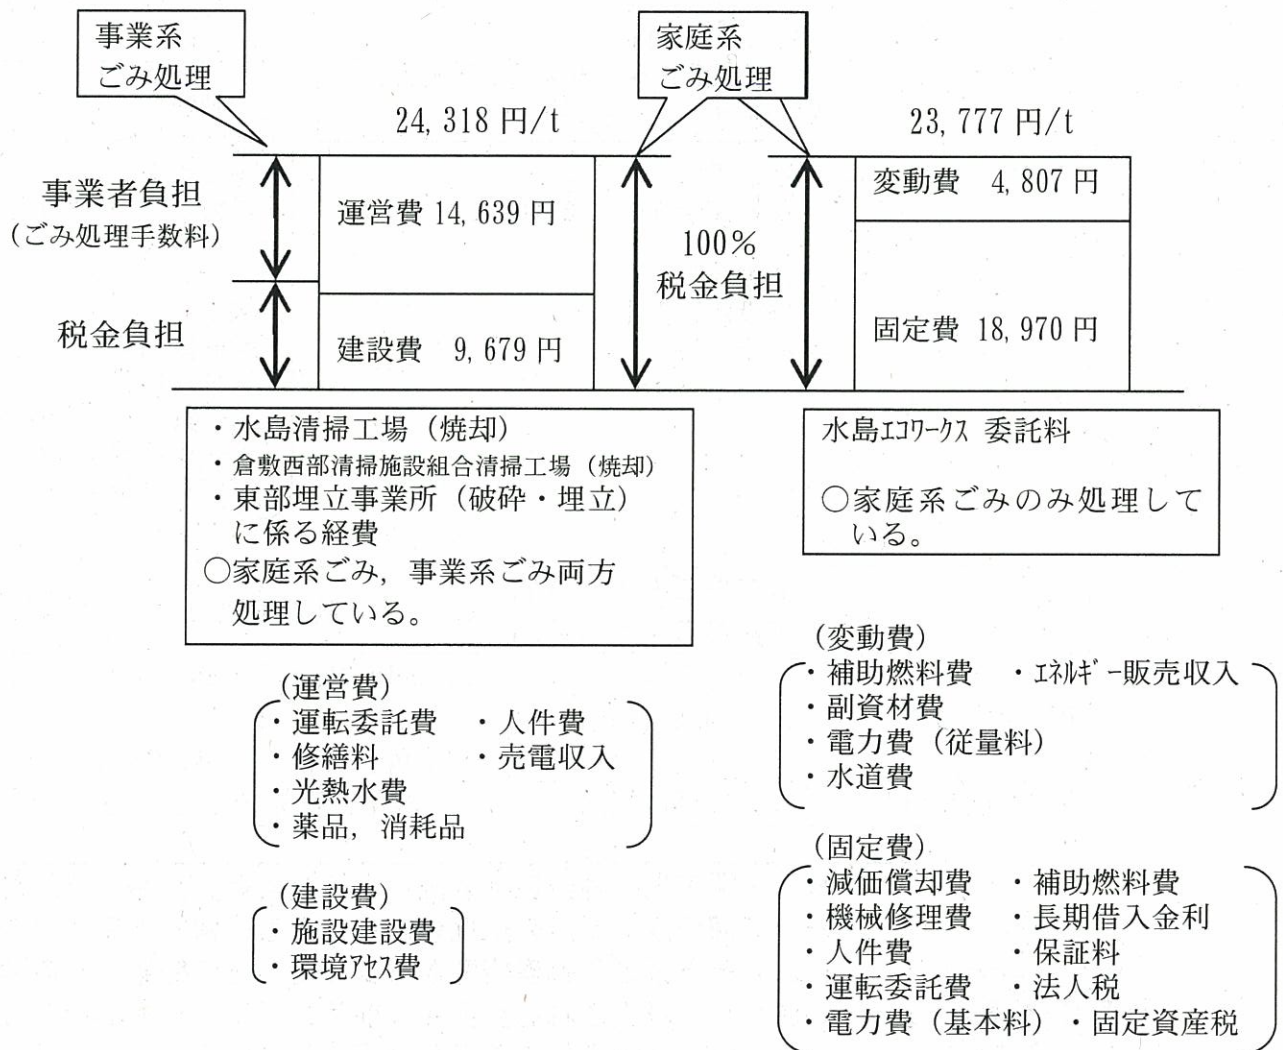 事業系
ごみ処理
家庭系
ごみ処理
24,318 円/t
23,777 円/t
事業者負担
(ごみ処理手数料)
税金負担
運営費 14,639 円
建設費 9,679 円
100%
税金負担
変動費 4,807 円
固定費 18,970 円
・水島清掃工場（焼却）
・倉敷西部清掃施設組合清掃工場（焼却）
・東部埋立事業所（破砕・埋立）
に係る経費
○家庭系ごみ，事業系ごみ両方
処理している。
水島ｴｺﾜｰｸｽ 委託料
○家庭系ごみのみ処理して
いる。
(運営費)
・運転委託費 ・人件費
・修繕料 ・売電収入
・光熱水費
・薬品，消耗品
(建設費)
・施設建設費
・環境ｱｾｽ費
(変動費)
・補助燃料費 ・ｴﾈﾙｷﾞｰ販売収入
・副資材費
・電力費（従量料）
・水道費
(固定費)
・減価償却費 ・補助燃料費
・機械修理費 ・長期借入金利
・人件費 ・保証料
・運転委託費 ・法人税
・電力費（基本料）・固定資産税